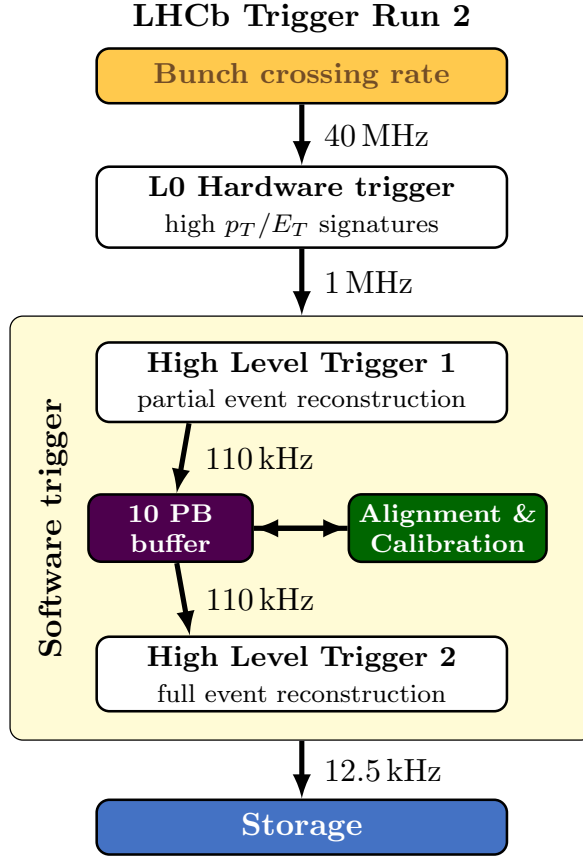 LHCb Trigger Run 2
Bunch crossing rate
40 MHz
L0 Hardware trigger
high p_T/E_T signatures
1 MHz
Software trigger
High Level Trigger 1
partial event reconstruction
110 kHz
10 PB
buffer
Alignment &
Calibration
110 kHz
High Level Trigger 2
full event reconstruction
12.5 kHz
Storage